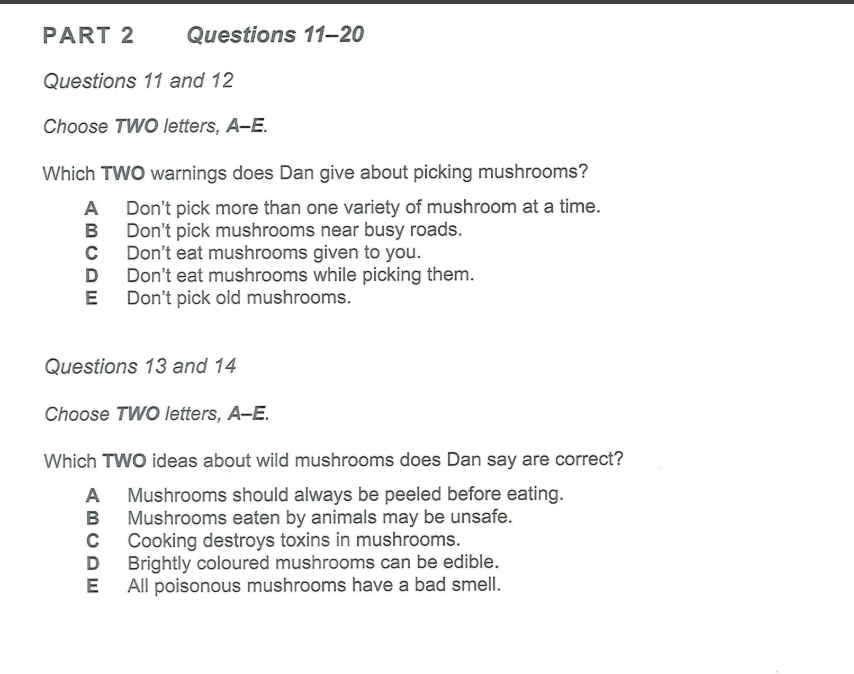 PART 2 Questions 11–20
Questions 11 and 12
Choose TWO letters, A–E.
Which TWO warnings does Dan give about picking mushrooms?
A Don't pick more than one variety of mushroom at a time.
B Don't pick mushrooms near busy roads.
C Don't eat mushrooms given to you.
D Don't eat mushrooms while picking them.
E Don't pick old mushrooms.
Questions 13 and 14
Choose TWO letters, A–E.
Which TWO ideas about wild mushrooms does Dan say are correct?
A Mushrooms should always be peeled before eating.
B Mushrooms eaten by animals may be unsafe.
C Cooking destroys toxins in mushrooms.
D Brightly coloured mushrooms can be edible.
E All poisonous mushrooms have a bad smell.